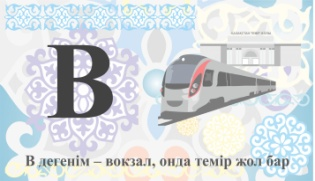 В
В дегенім – вокзал, онда темір жол бар